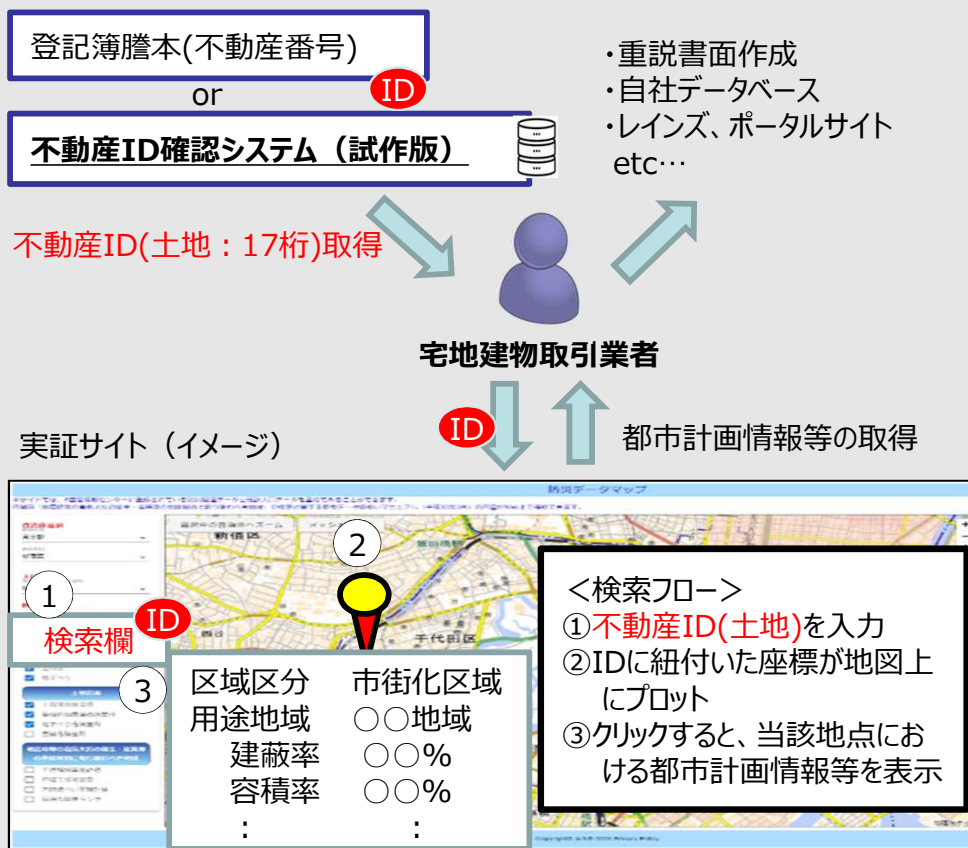 登記簿謄本(不動産番号)
ID
or
不動産ID確認システム（試作版）
・重説書面作成
・自社データベース
・レインズ、ポータルサイト
etc…
不動産ID(土地：17桁)取得
宅地建物取引業者
ID
都市計画情報等の取得
実証サイト（イメージ）
防災データマップ
新宿区
千代田区
①
ID
検索欄
②
③
区域区分 市街化区域
用途地域 ○○地域
建蔽率 ○○%
容積率 ○○%
： ：
＜検索フロー＞
①不動産ID(土地)を入力
②IDに紐付いた座標が地図上
にプロット
③クリックすると、当該地点にお
ける都市計画情報等を表示